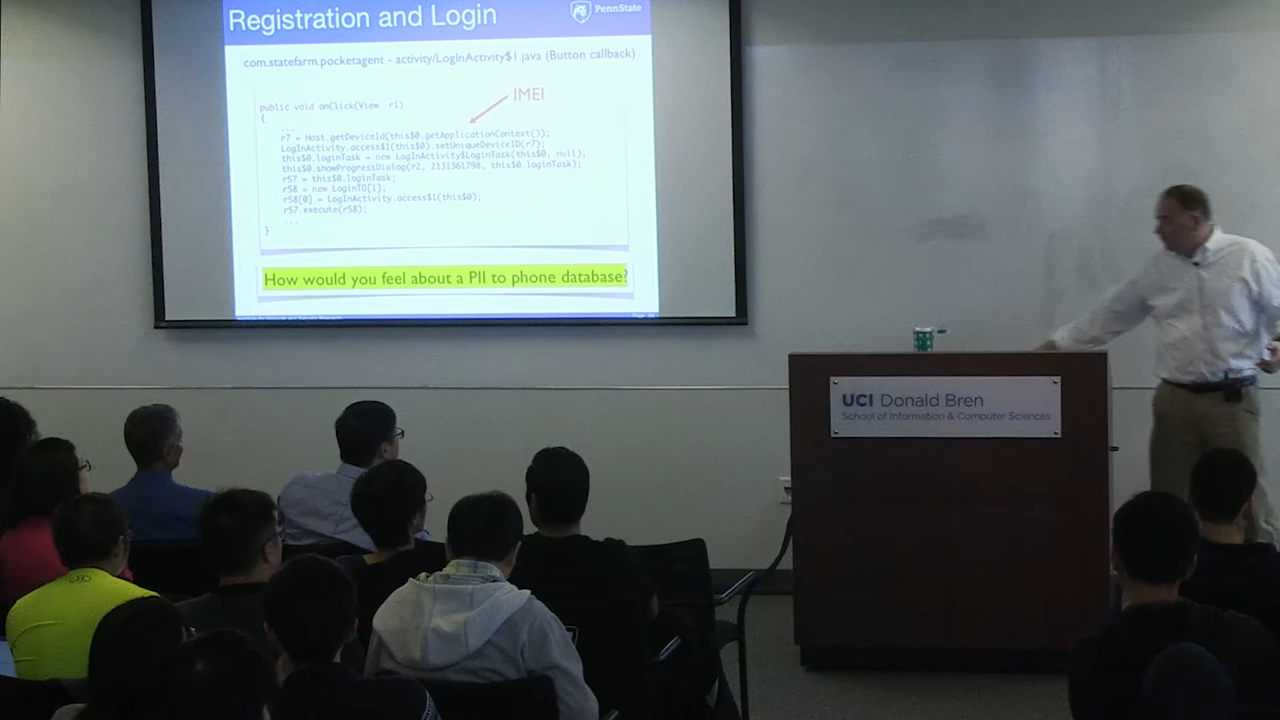 Registration and Login
PennState
com.statefarm.pocketagent - activity/LogInActivity$1.java (Button callback)
IMEI
public void onClick(View r1)
{
...
r7 = Host.getDeviceId(this$0.getApplicationContext());
LogInActivity.access$1(this$0).setUniqueDeviceID(r7);
this$0.loginTask = new LogInActivity$LoginTask(this$0, null);
this$0.showProgressDialog(r2, 2131361798, this$0.loginTask);
r57 = this$0.loginTask;
r58 = new LoginTO[1];
r58[0] = LogInActivity.access$1(this$0);
r57.execute(r58);
...
}
How would you feel about a PII to phone database?
Page
UCI Donald Bren
School of Information & Computer Sciences